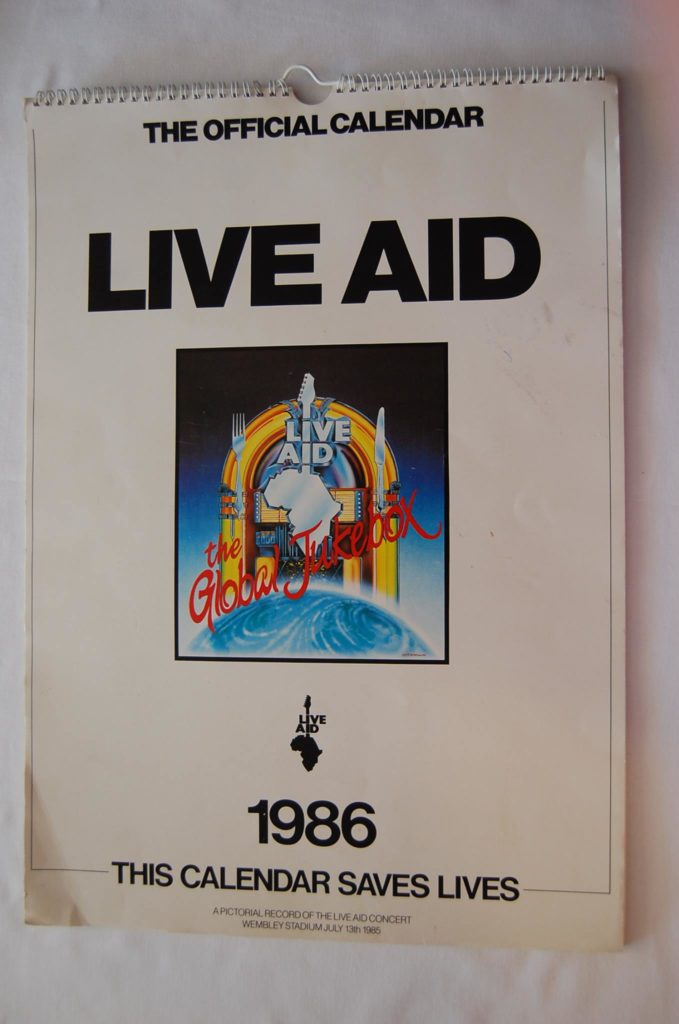 THE OFFICIAL CALENDAR
LIVE AID
LIVE
AID
the
Global Jukebox
LIVE
AID
1986
THIS CALENDAR SAVES LIVES
A PICTORIAL RECORD OF THE LIVE AID CONCERT
WEMBLEY STADIUM JULY 13th 1985